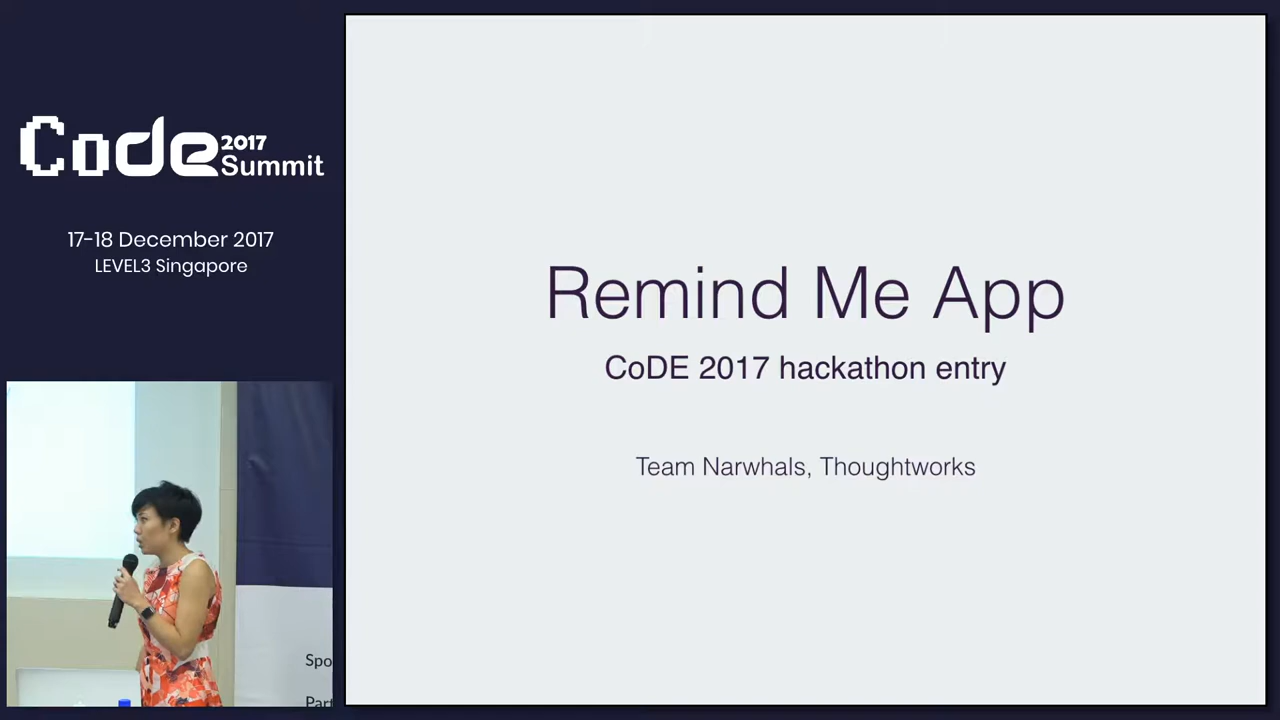 Code
2017
Summit
17-18 December 2017
LEVEL3 Singapore
Remind Me App
CoDE 2017 hackathon entry
Team Narwhals, Thoughtworks
Spo
Part